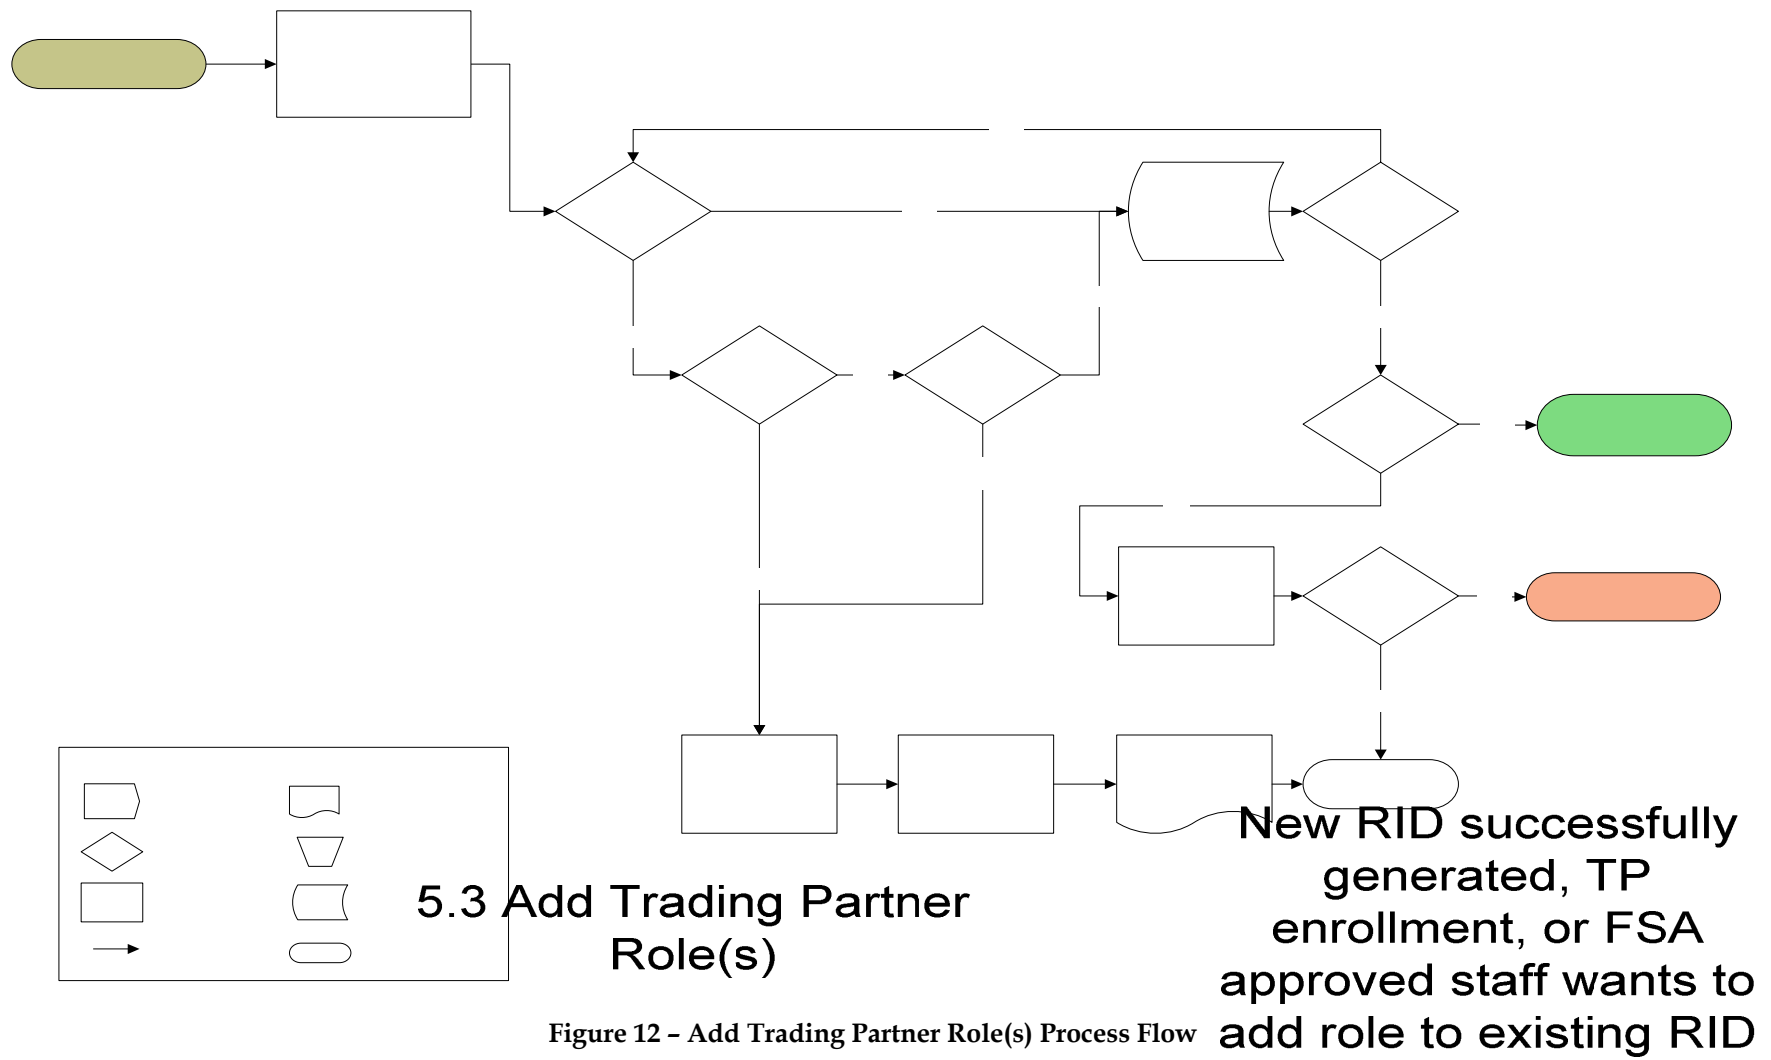 5.3 Add Trading Partner
Role(s)
New RID successfully
generated, TP
enrollment, or FSA
approved staff wants to
add role to existing RID
Figure 12 – Add Trading Partner Role(s) Process Flow